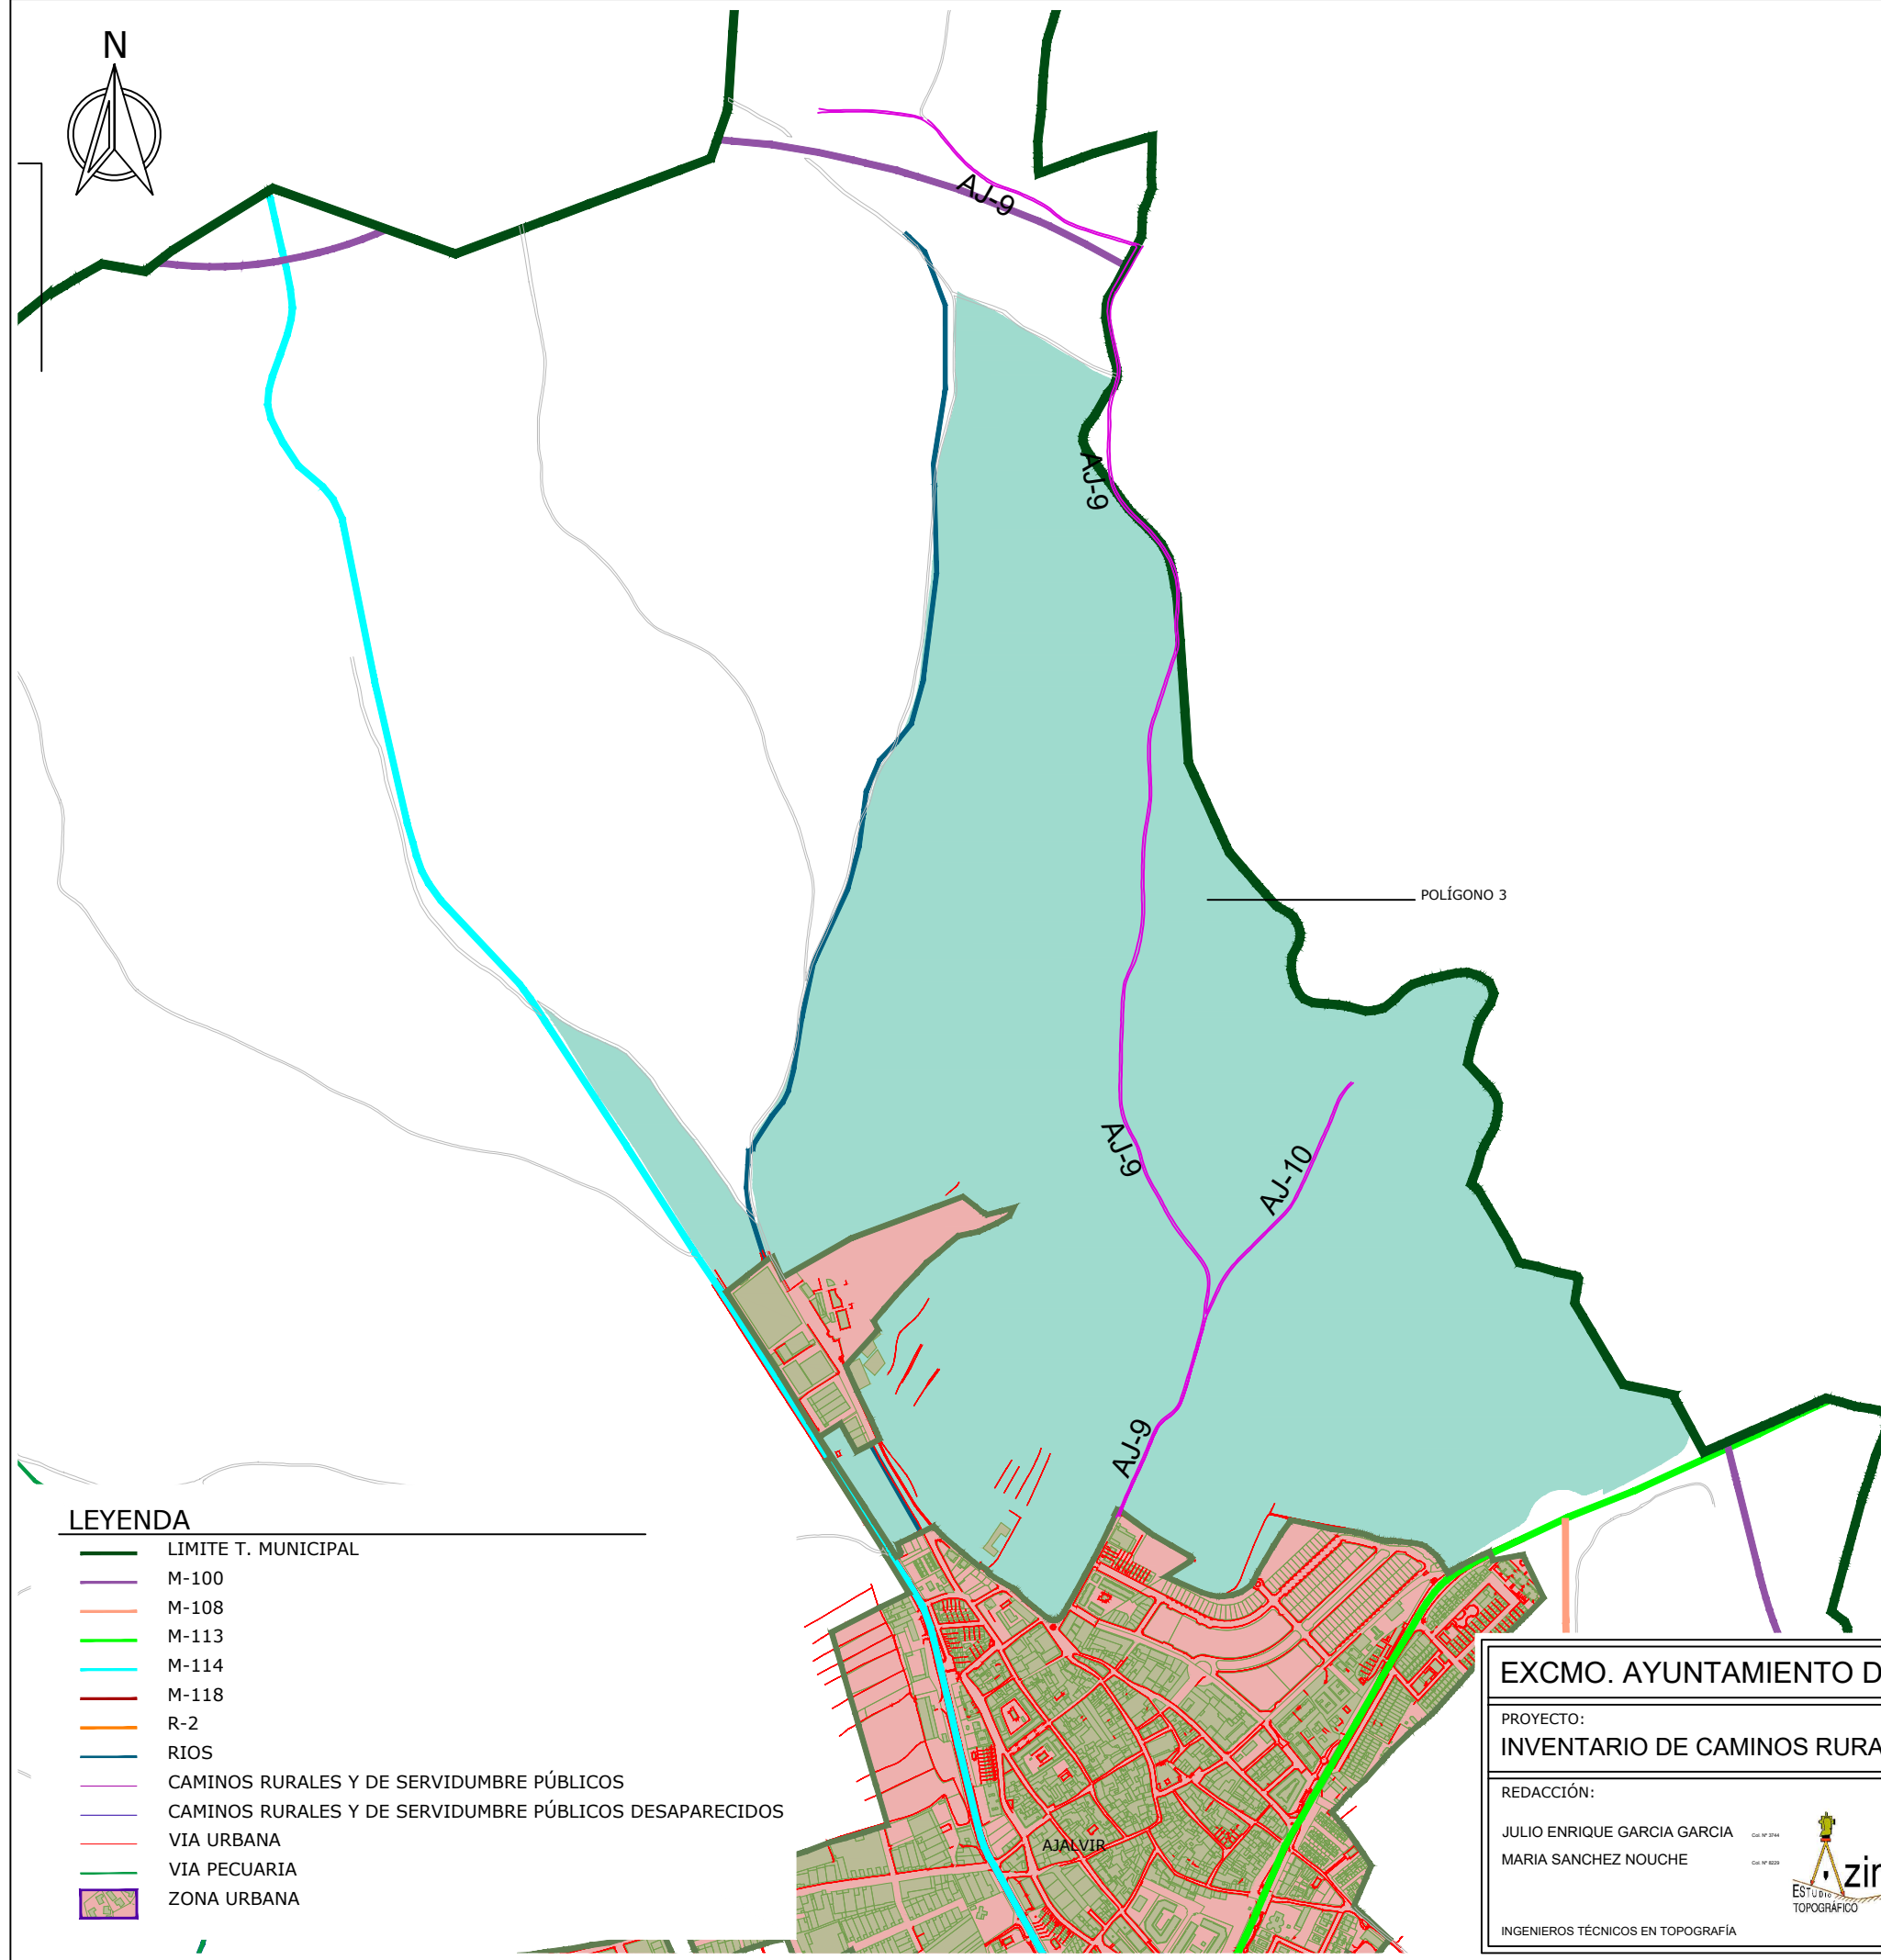 N
AJ-9
AJ-9
POLÍGONO 3
AJ-9
AJ-10
AJ-9
LEYENDA
LIMITE T. MUNICIPAL
M-100
M-108
M-113
M-114
M-118
R-2
RIOS
CAMINOS RURALES Y DE SERVIDUMBRE PÚBLICOS
CAMINOS RURALES Y DE SERVIDUMBRE PÚBLICOS DESAPARECIDOS
VIA URBANA
VIA PECUARIA
ZONA URBANA
AJALVIR
EXCMO. AYUNTAMIENTO D
PROYECTO:
INVENTARIO DE CAMINOS RURA
REDACCIÓN:
JULIO ENRIQUE GARCIA GARCIA
MARIA SANCHEZ NOUCHE
zin
ESTUDIO
TOPOGRÁFICO
INGENIEROS TÉCNICOS EN TOPOGRAFÍA